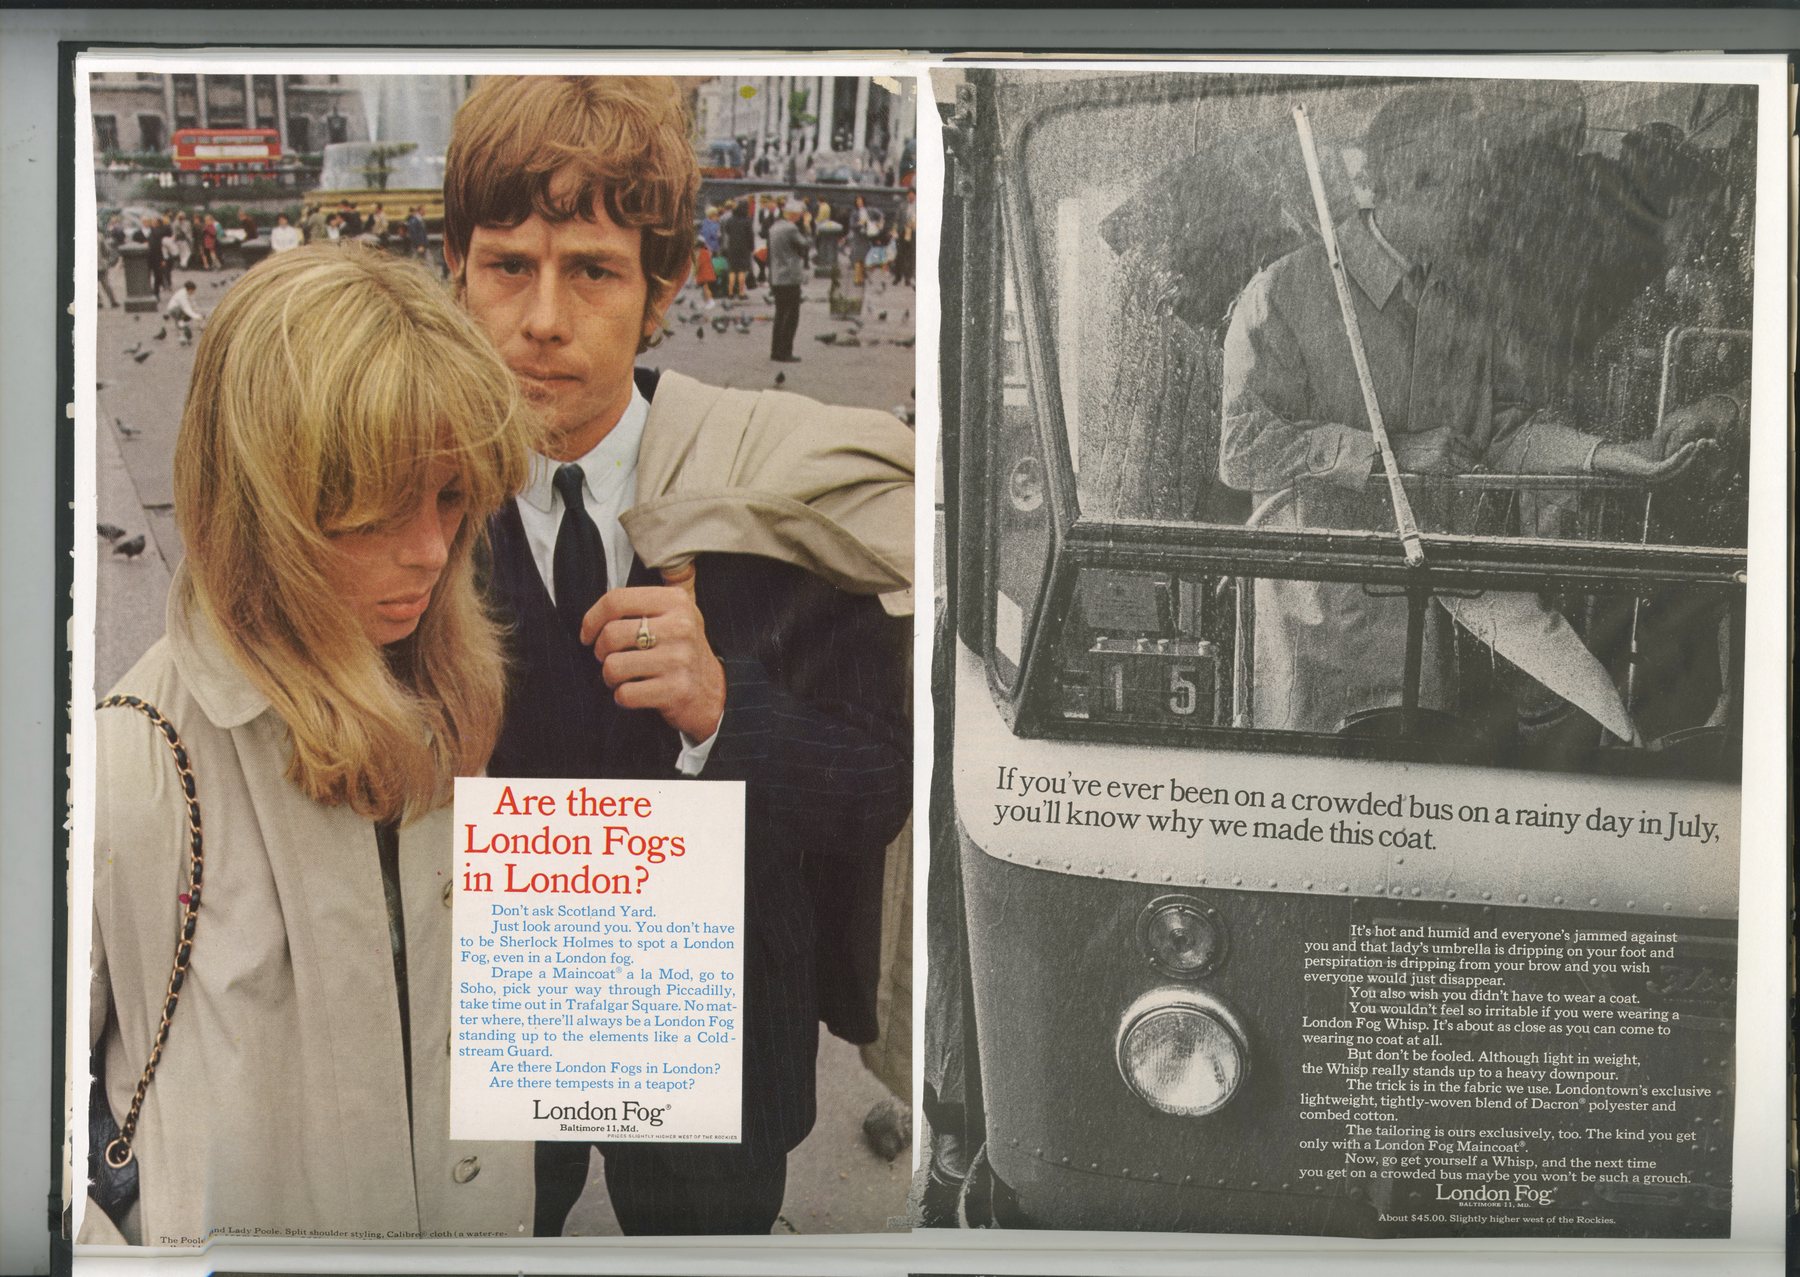 Are there
London Fogs
in London?
Don't ask Scotland Yard.
Just look around you. You don't have
to be Sherlock Holmes to spot a London
Fog, even in a London fog.
Drape a Maincoat® a la Mod, go to
Soho, pick your way through Piccadilly,
take time out in Trafalgar Square. No mat-
ter where, there'll always be a London Fog
standing up to the elements like a Cold-
stream Guard.
Are there London Fogs in London?
Are there tempests in a teapot?
London Fog®
Baltimore 11, Md.
PRICES SLIGHTLY HIGHER WEST OF THE ROCKIES
The Poole
nd Lady Poole. Split shoulder styling, Calibre® cloth (a water-re-
15
If you've ever been on a crowded bus on a rainy day in July,
you'll know why we made this coat.
It's hot and humid and everyone's jammed against
you and that lady's umbrella is dripping on your foot and
perspiration is dripping from your brow and you wish
everyone would just disappear.
You also wish you didn't have to wear a coat.
You wouldn't feel so irritable if you were wearing a
London Fog Whisp. It's about as close as you can come to
wearing no coat at all.
But don't be fooled. Although light in weight,
the Whisp really stands up to a heavy downpour.
The trick is in the fabric we use. Londontown's exclusive
lightweight, tightly-woven blend of Dacron® polyester and
combed cotton.
The tailoring is ours exclusively, too. The kind you get
only with a London Fog Maincoat®.
Now, go get yourself a Whisp, and the next time
you get on a crowded bus maybe you won't be such a grouch.
London Fog®
BALTIMORE 11, MD.
About $45.00. Slightly higher west of the Rockies.